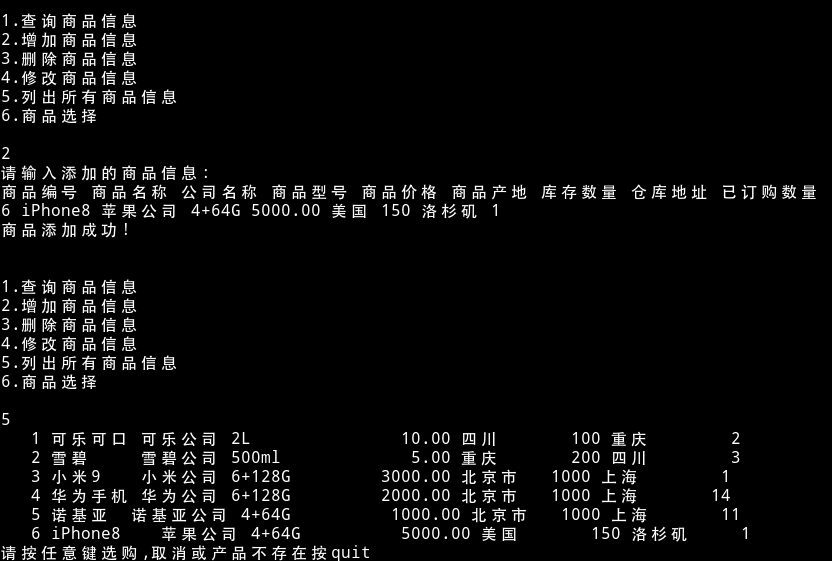 1.查询商品信息
2.增加商品信息
3.删除商品信息
4.修改商品信息
5.列出所有商品信息
6.商品选择
2
请输入添加的商品信息:
商品编号 商品名称 公司名称 商品型号 商品价格 商品产地 库存数量 仓库地址 已订购数量
6 iPhone8 苹果公司 4+64G 5000.00 美国 150 洛杉矶 1
商品添加成功!
1.查询商品信息
2.增加商品信息
3.删除商品信息
4.修改商品信息
5.列出所有商品信息
6.商品选择
5
1 可乐可口 可乐公司 2L 10.00 四川 100 重庆 2
2 雪碧 雪碧公司 500ml 5.00 重庆 200 四川 3
3 小米9 小米公司 6+128G 3000.00 北京市 1000 上海 1
4 华为手机 华为公司 6+128G 2000.00 北京市 1000 上海 14
5 诺基亚 诺基亚公司 4+64G 1000.00 北京市 1000 上海 11
6 iPhone8 苹果公司 4+64G 5000.00 美国 150 洛杉矶 1
请按任意键选购,取消或产品不存在按quit